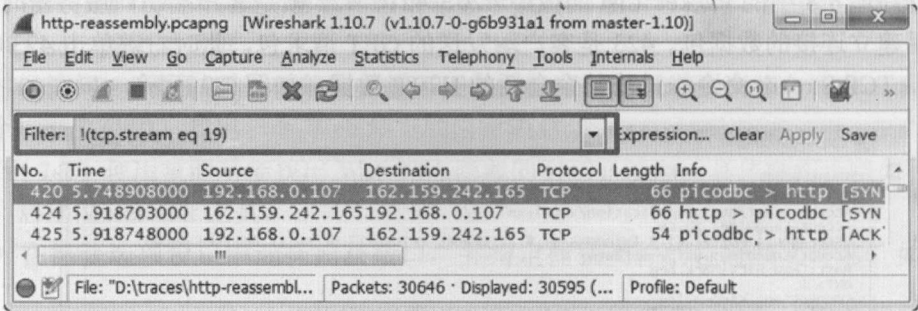 http-reassembly.pcapng [Wireshark 1.10.7 (v1.10.7-0-g6b931a1 from master-1.10)]
File Edit View Go Capture Analyze Statistics Telephony Tools Internals Help
Filter: !(tcp.stream eq 19) Expression... Clear Apply Save
No. Time Source Destination Protocol Length Info
420 5.748908000 192.168.0.107 162.159.242.165 TCP 66 picodbc > http [SYN
424 5.918703000 162.159.242.165 192.168.0.107 TCP 66 http > picodbc [SYN
425 5.918748000 192.168.0.107 162.159.242.165 TCP 54 picodbc > http [ACK
File: "D:\traces\http-reassembl... Packets: 30646 · Displayed: 30595 (... Profile: Default